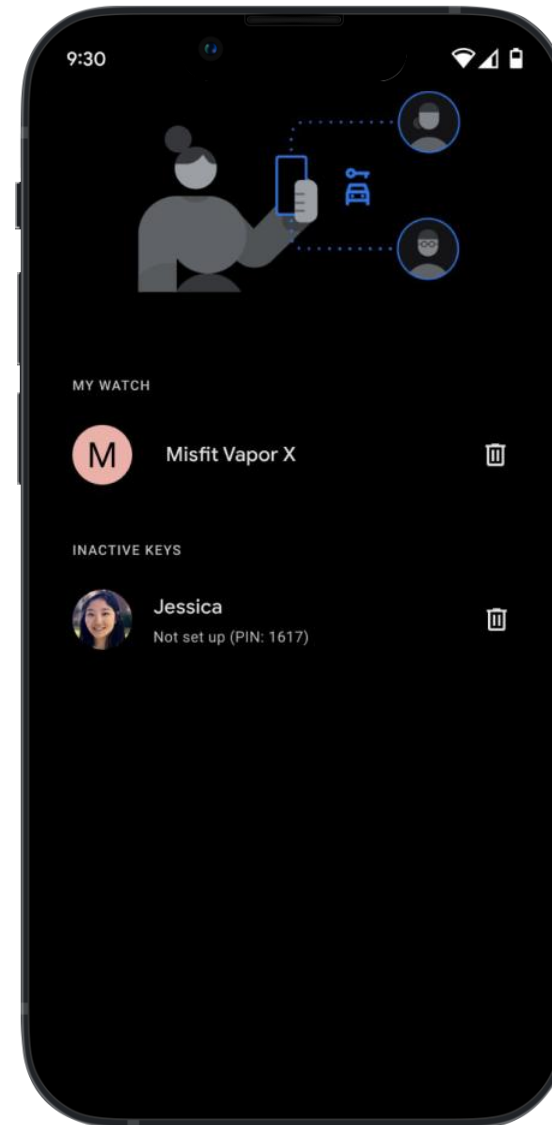 9:30
MY WATCH
M Misfit Vapor X
INACTIVE KEYS
Jessica
Not set up (PIN: 1617)